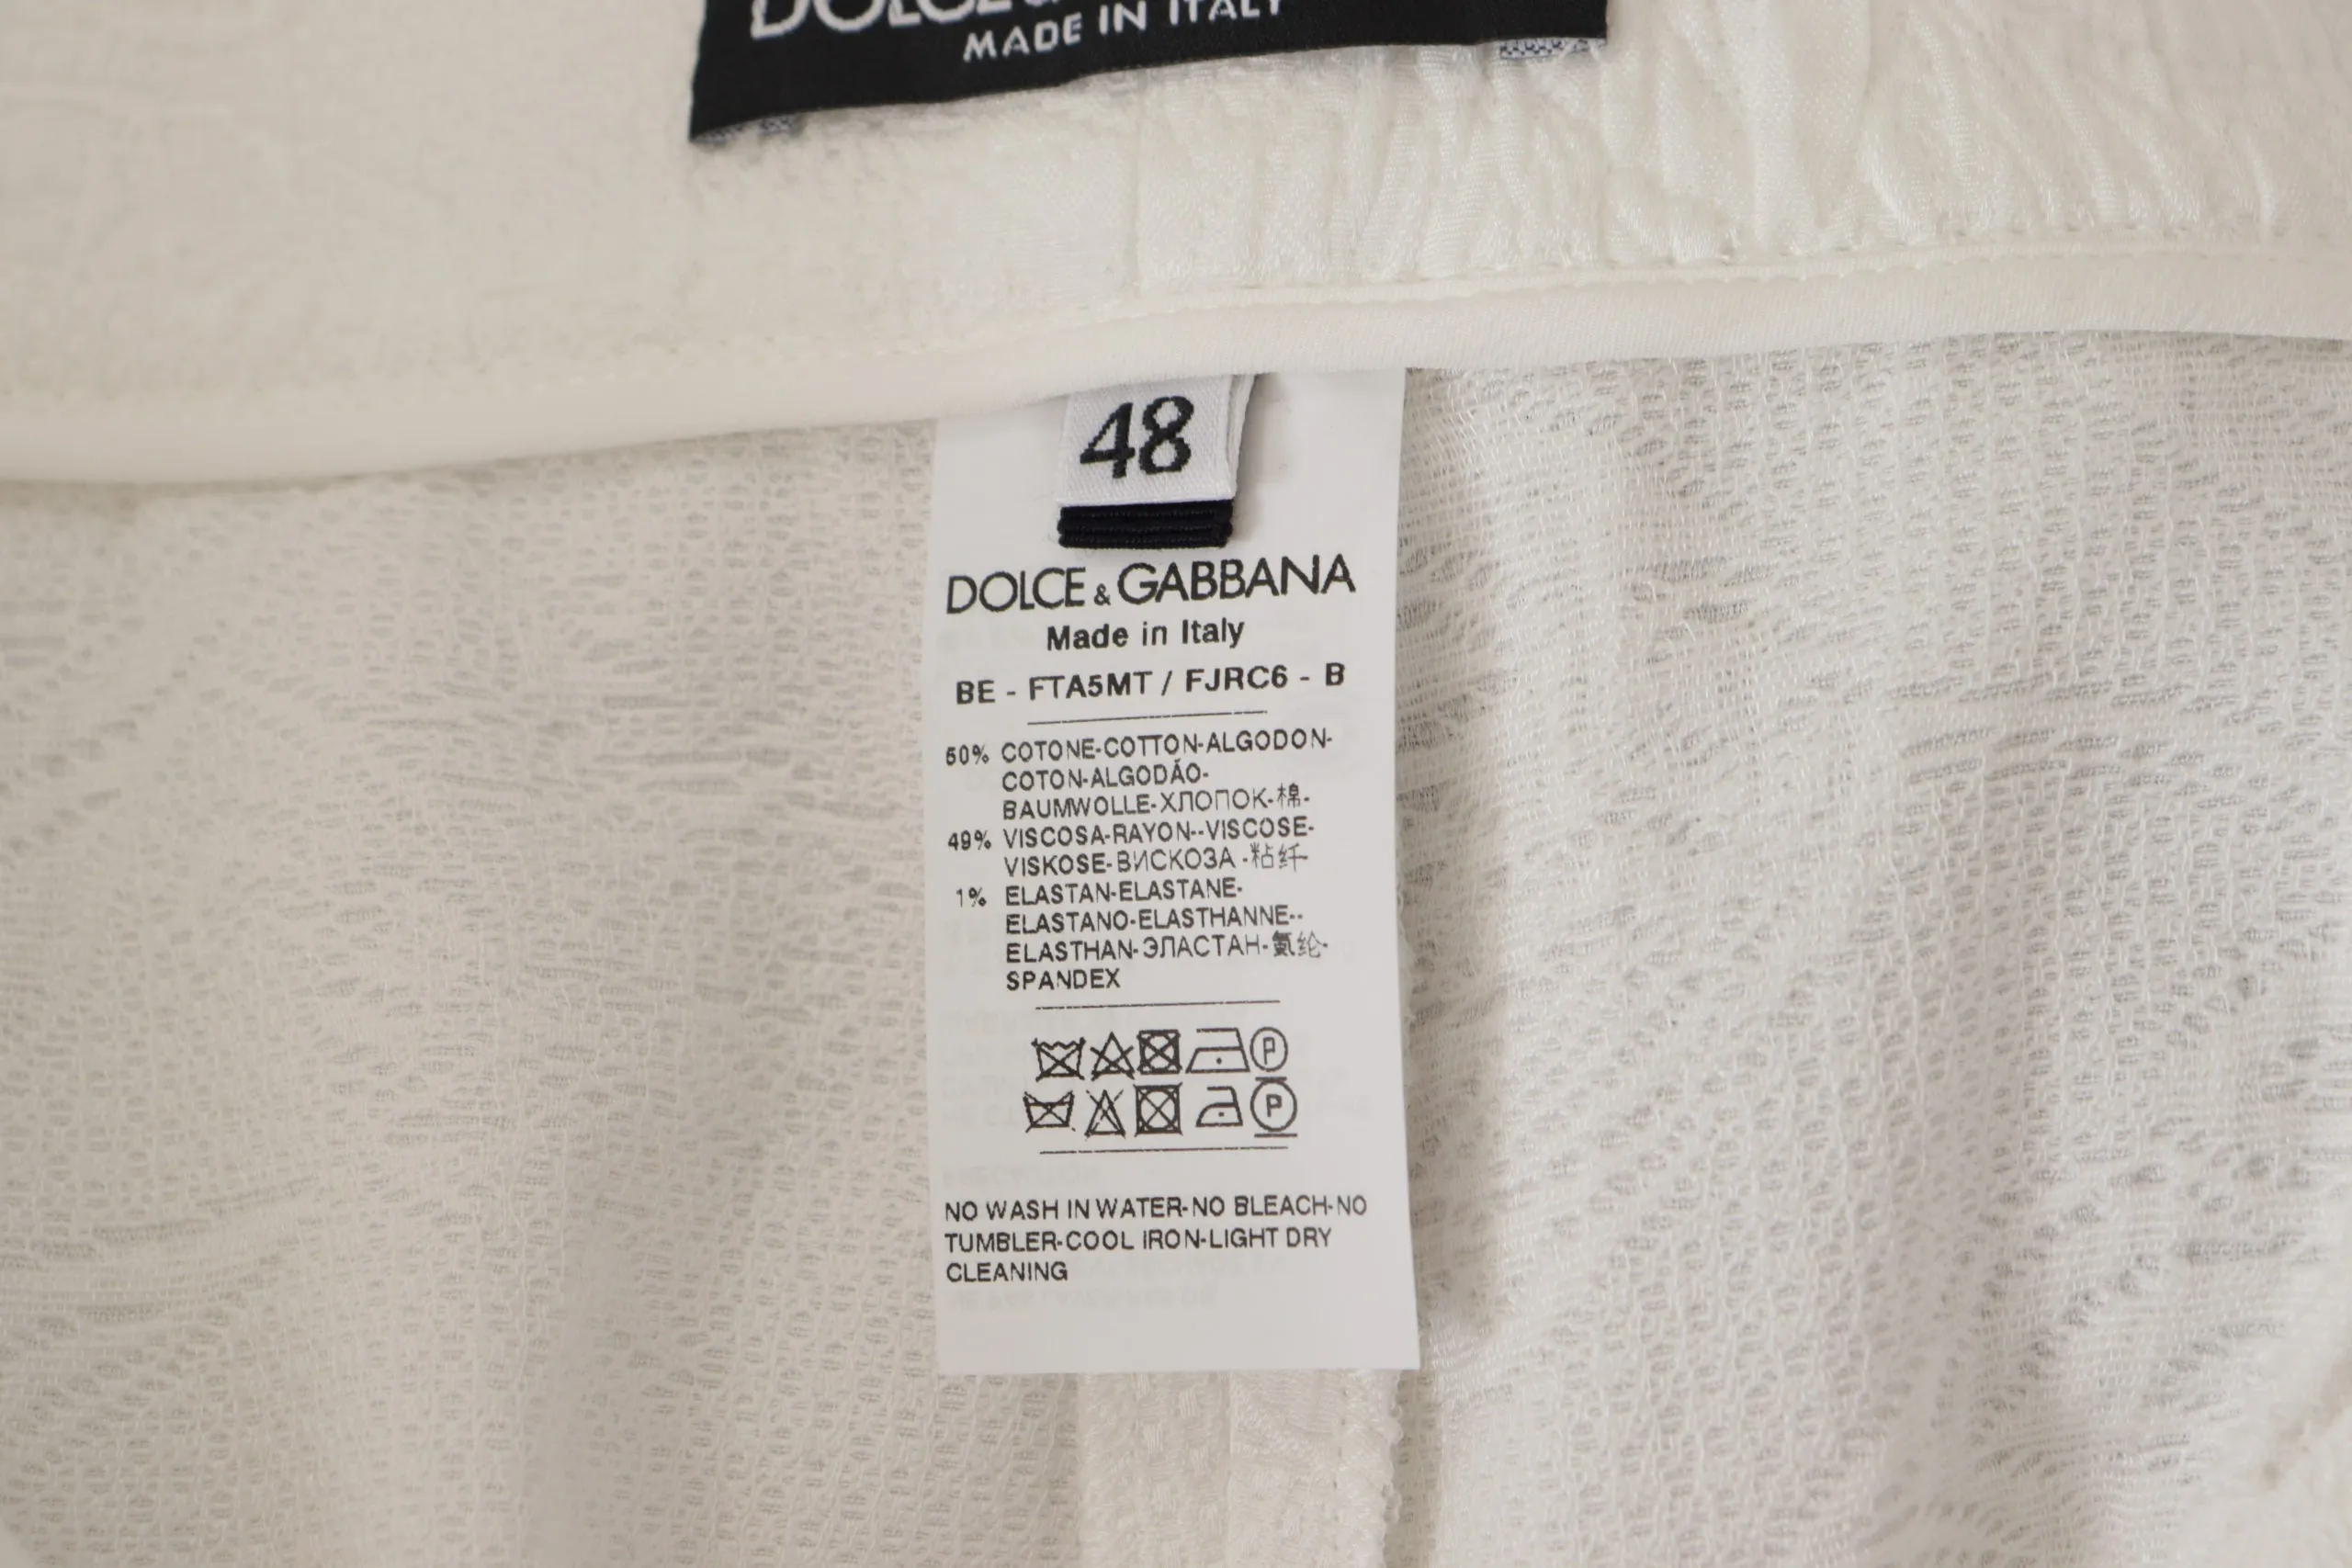 DOLCE&
MADE IN ITALY
48
DOLCE & GABBANA
Made in Italy
BE - FTA5MT / FJRC6 - B
50% COTONE-COTTON-ALGODON-
COTON-ALGODÃO-
BAUMWOLLE-ХЛОПОК-棉-
49% VISCOSA-RAYON--VISCOSE-
VISKOSE-ВИСКОЗА -粘纤-
1% ELASTAN-ELASTANE-
ELASTANO-ELASTHANNE--
ELASTHAN-ЭЛАСТАН-氨纶-
SPANDEX
P
P
NO WASH IN WATER-NO BLEACH-NO
TUMBLER-COOL IRON-LIGHT DRY
CLEANING